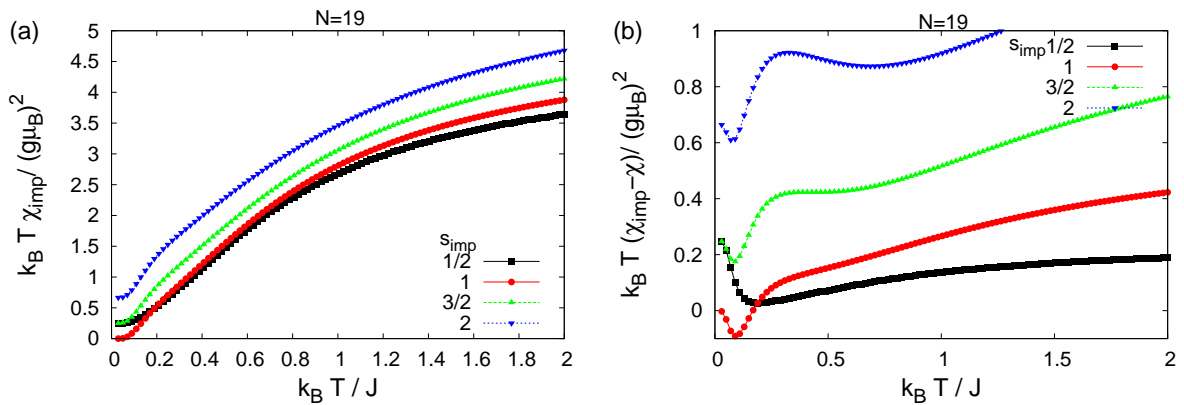 (a)
N=19
k_B T χ_imp/ (gμ_B)^2
5
4.5
4
3.5
3
2.5
2
1.5
1
0.5
0
s_imp
1/2
1
3/2
2
0 0.2 0.4 0.6 0.8 1 1.2 1.4 1.6 1.8 2
k_B T / J
(b)
N=19
k_B T (χ_imp−χ)/ (gμ_B)^2
1
0.8
0.6
0.4
0.2
0
s_imp 1/2
1
3/2
2
0 0.5 1 1.5 2
k_B T / J